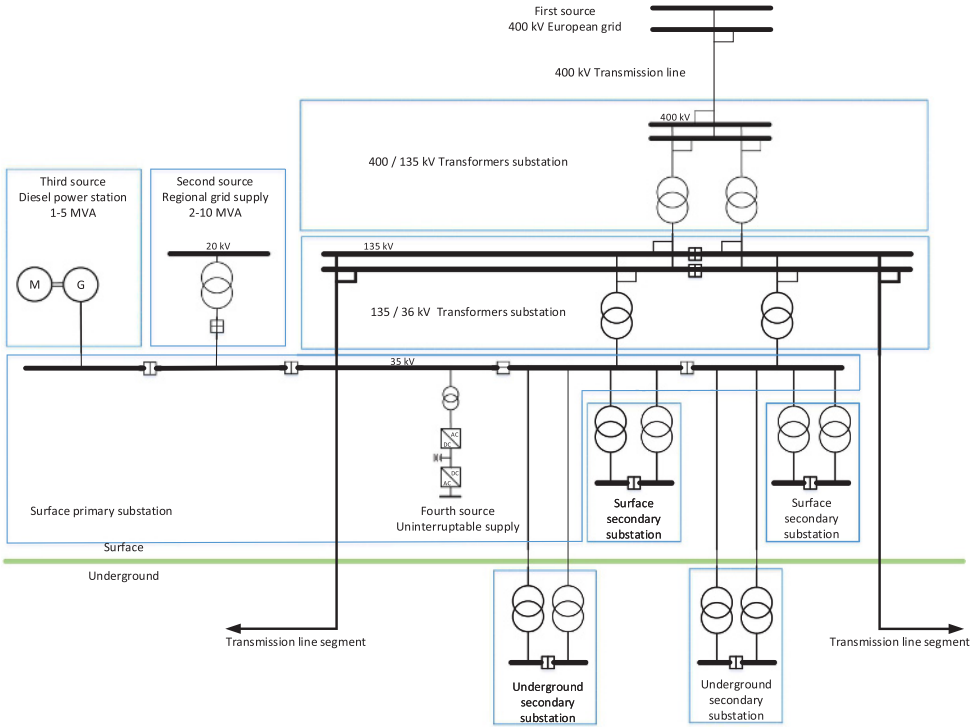 First source
400 kV European grid
400 kV Transmission line
400 kV
400 / 135 kV Transformers substation
Third source
Diesel power station
1-5 MVA
Second source
Regional grid supply
2-10 MVA
20 kV
135 kV
M
G
135 / 36 kV Transformers substation
35 kV
AC
DC
DC
AC
Surface primary substation
Fourth source
Uninterruptable supply
Surface
secondary
substation
Surface
secondary
substation
Surface
Underground
Transmission line segment
Transmission line segment
Underground
secondary
substation
Underground
secondary
substation